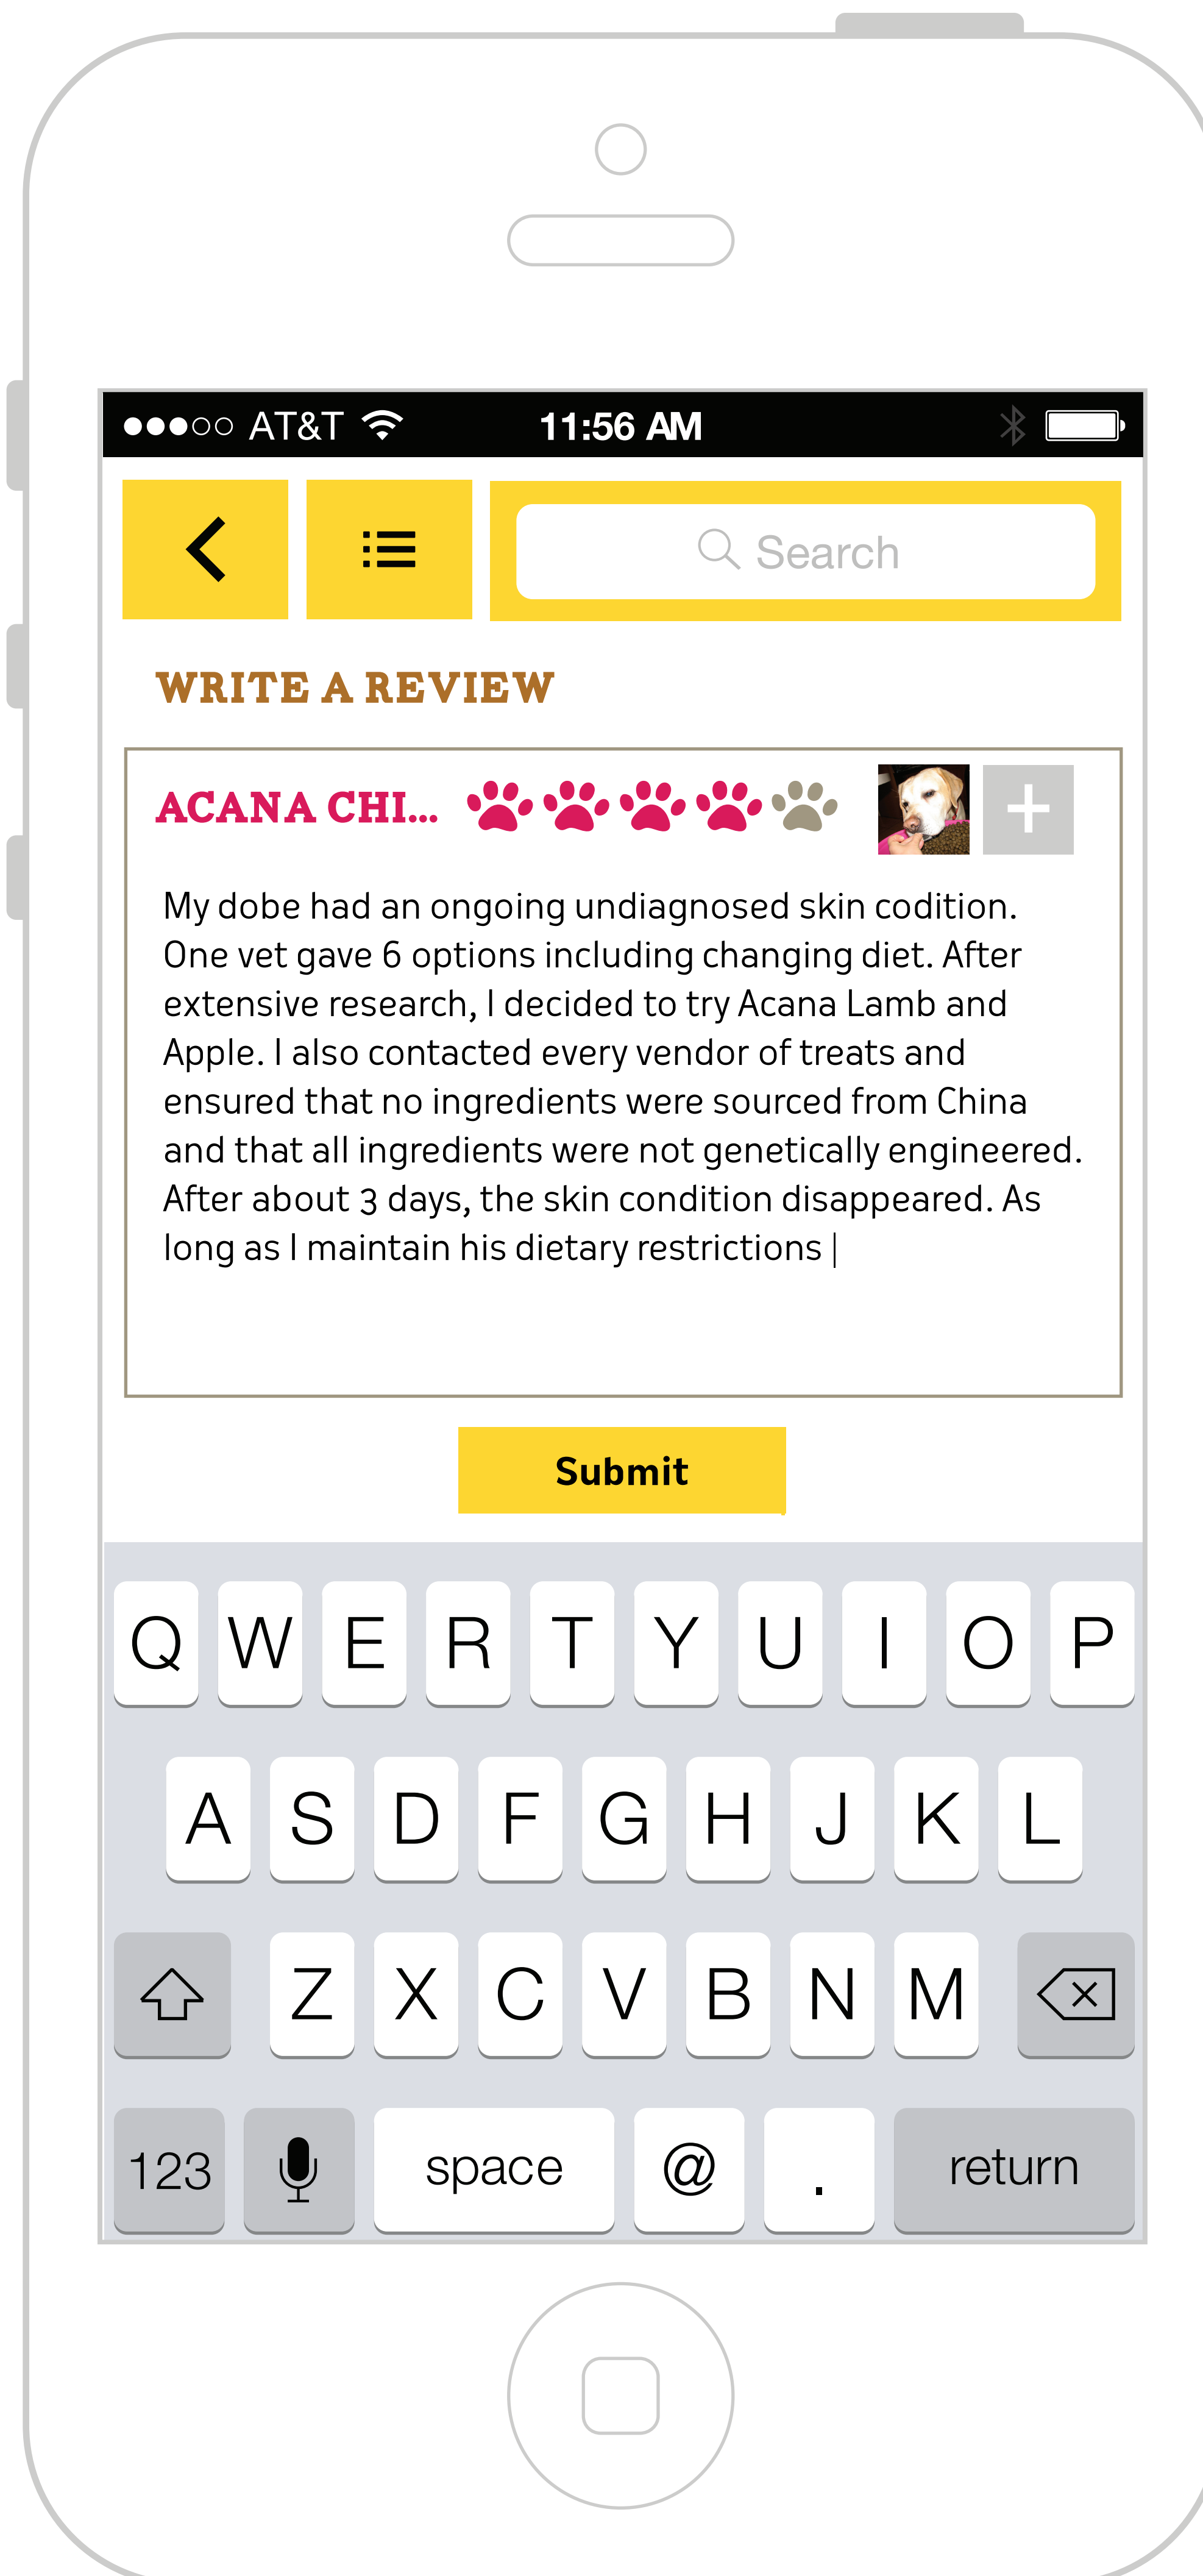 AT&T 11:56 AM
Search
WRITE A REVIEW
ACANA CHI...
My dobe had an ongoing undiagnosed skin codition.
One vet gave 6 options including changing diet. After
extensive research, I decided to try Acana Lamb and
Apple. I also contacted every vendor of treats and
ensured that no ingredients were sourced from China
and that all ingredients were not genetically engineered.
After about 3 days, the skin condition disappeared. As
long as I maintain his dietary restrictions
Submit
Q W E R T Y U I O P
A S D F G H J K L
Z X C V B N M
123 space @ . return